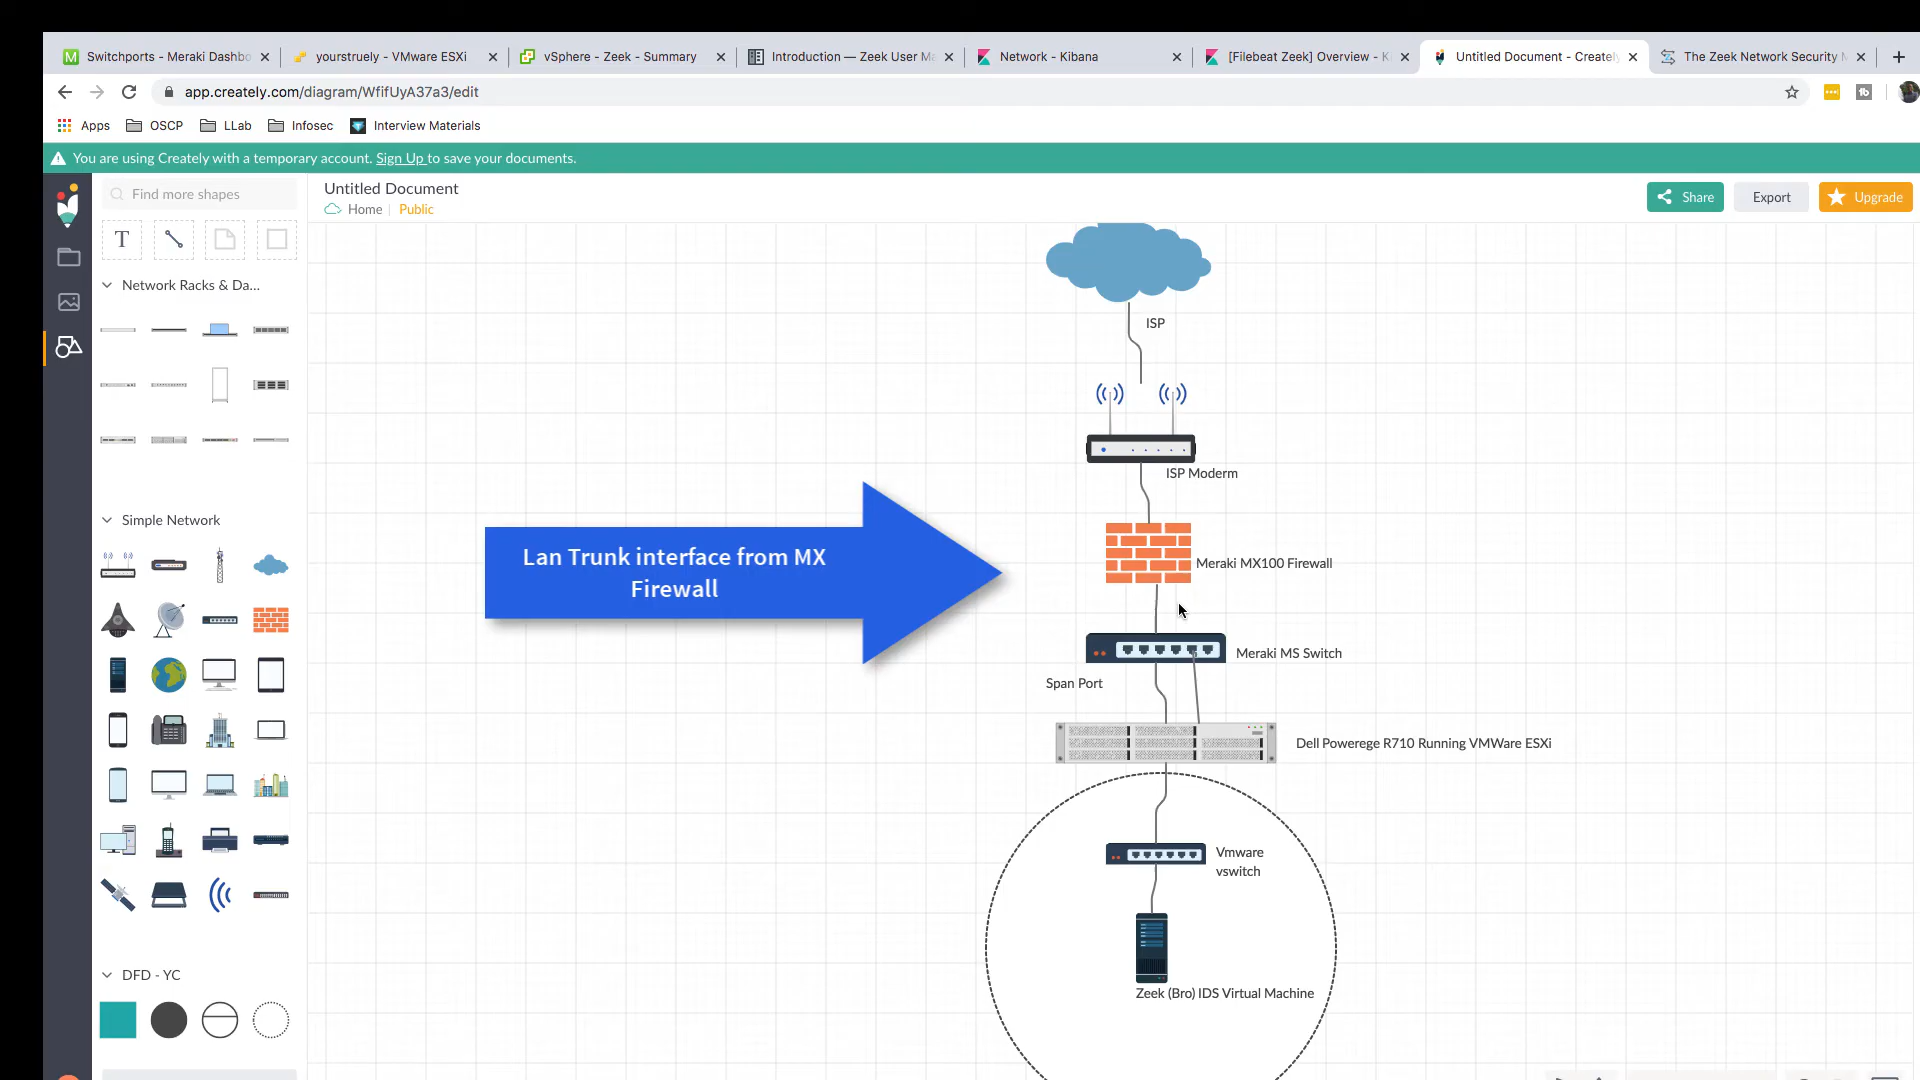 Switchports - Meraki Dashbo
yourstruely - VMware ESXi
vSphere - Zeek - Summary
Introduction — Zeek User Ma
Network - Kibana
[Filebeat Zeek] Overview - K
Untitled Document - Creately
The Zeek Network Security M
app.creately.com/diagram/WfifUyA37a3/edit
Apps
OSCP
LLab
Infosec
Interview Materials
You are using Creately with a temporary account. Sign Up to save your documents.
Find more shapes
Untitled Document
Home
Public
Share
Export
Upgrade
T
Network Racks & Da...
Simple Network
DFD - YC
ISP
ISP Moderm
Lan Trunk interface from MX
Firewall
Meraki MX100 Firewall
Meraki MS Switch
Span Port
Dell Powerege R710 Running VMWare ESXi
Vmware
vswitch
Zeek (Bro) IDS Virtual Machine